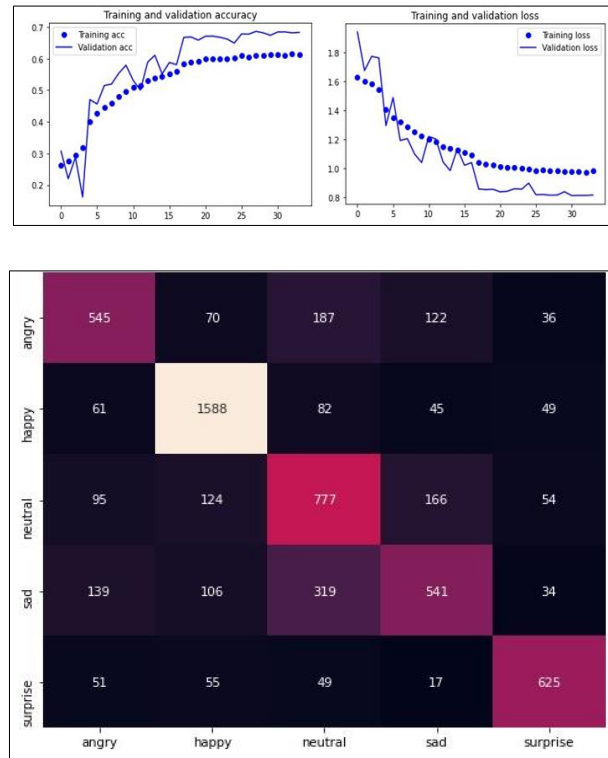 Training and validation accuracy
Training acc
Validation acc
0.7
0.6
0.5
0.4
0.3
0.2
0 5 10 15 20 25 30
Training and validation loss
Training loss
Validation loss
1.8
1.6
1.4
1.2
1.0
0.8
0 5 10 15 20 25 30
angry 545 70 187 122 36
happy 61 1588 82 45 49
neutral 95 124 777 166 54
sad 139 106 319 541 34
surprise 51 55 49 17 625
angry happy neutral sad surprise